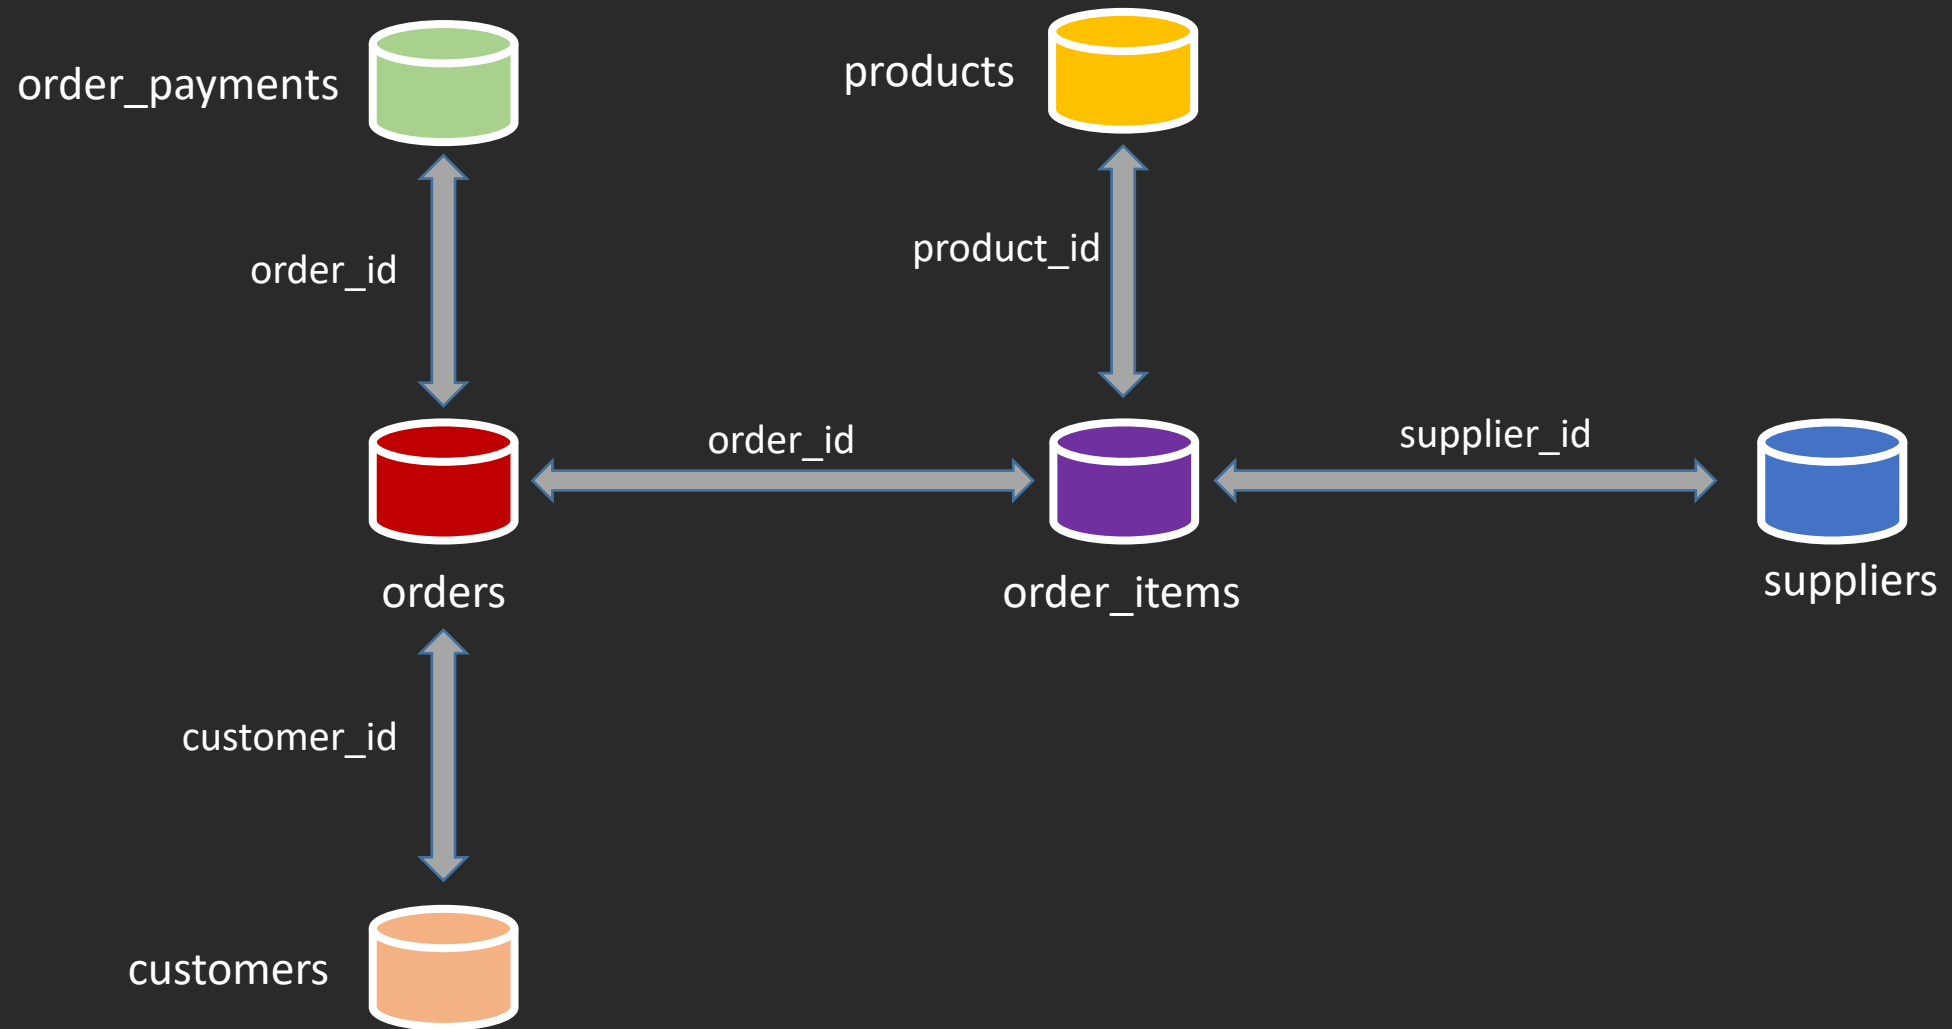 order_payments
products
order_id
product_id
order_id
supplier_id
orders
order_items
suppliers
customer_id
customers